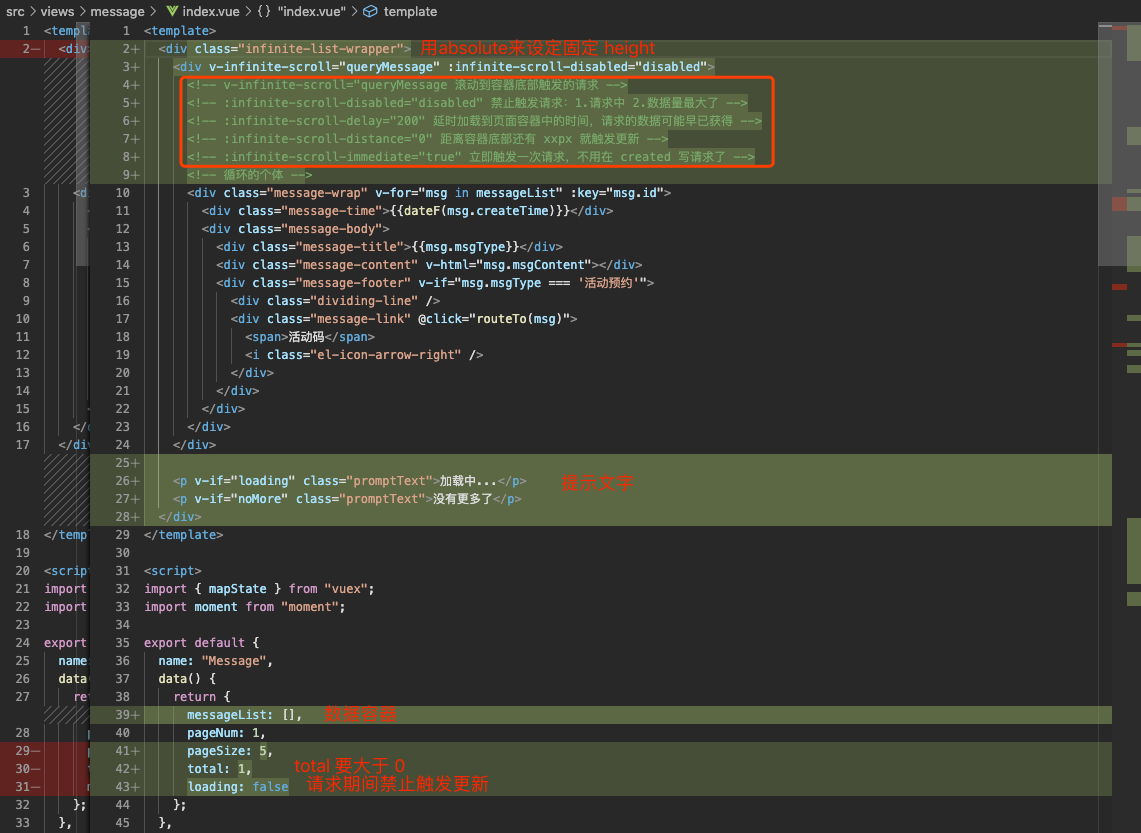 src > views > message > index.vue > {} "index.vue" > template
1 <templ
2— <div
3 <d
4
5
6
7
8
9
10
11
12
13
14
15
16 </
17 </div
18 </temp
19
20 <script
21 import
22 import
23
24 export
25 name:
26 data
27 re
28
29—
30—
31—
32 };
33 },
1 <template>
2+ <div class="infinite-list-wrapper"> 用absolute来设定固定 height
3+ <div v-infinite-scroll="queryMessage" :infinite-scroll-disabled="disabled">
4+ <!-- v-infinite-scroll="queryMessage 滚动到容器底部触发的请求 -->
5+ <!-- :infinite-scroll-disabled="disabled" 禁止触发请求：1.请求中 2.数据量最大了 -->
6+ <!-- :infinite-scroll-delay="200" 延时加载到页面容器中的时间，请求的数据可能早已获得 -->
7+ <!-- :infinite-scroll-distance="0" 距离容器底部还有 xxpx 就触发更新 -->
8+ <!-- :infinite-scroll-immediate="true" 立即触发一次请求，不用在 created 写请求了 -->
9+ <!-- 循环的个体 -->
10 <div class="message-wrap" v-for="msg in messageList" :key="msg.id">
11 <div class="message-time">{{dateF(msg.createTime)}}</div>
12 <div class="message-body">
13 <div class="message-title">{{msg.msgType}}</div>
14 <div class="message-content" v-html="msg.msgContent"></div>
15 <div class="message-footer" v-if="msg.msgType === '活动预约'">
16 <div class="dividing-line" />
17 <div class="message-link" @click="routeTo(msg)">
18 <span>活动码</span>
19 <i class="el-icon-arrow-right" />
20 </div>
21 </div>
22 </div>
23 </div>
24 </div>
25+
26+ <p v-if="loading" class="promptText">加载中...</p> 提示文字
27+ <p v-if="noMore" class="promptText">没有更多了</p>
28+ </div>
29 </template>
30
31 <script>
32 import { mapState } from "vuex";
33 import moment from "moment";
34
35 export default {
36 name: "Message",
37 data() {
38 return {
39+ messageList: [], 数据容器
40 pageNum: 1,
41+ pageSize: 5,
42+ total: 1, total 要大于 0
43+ loading: false 请求期间禁止触发更新
44 };
45 },